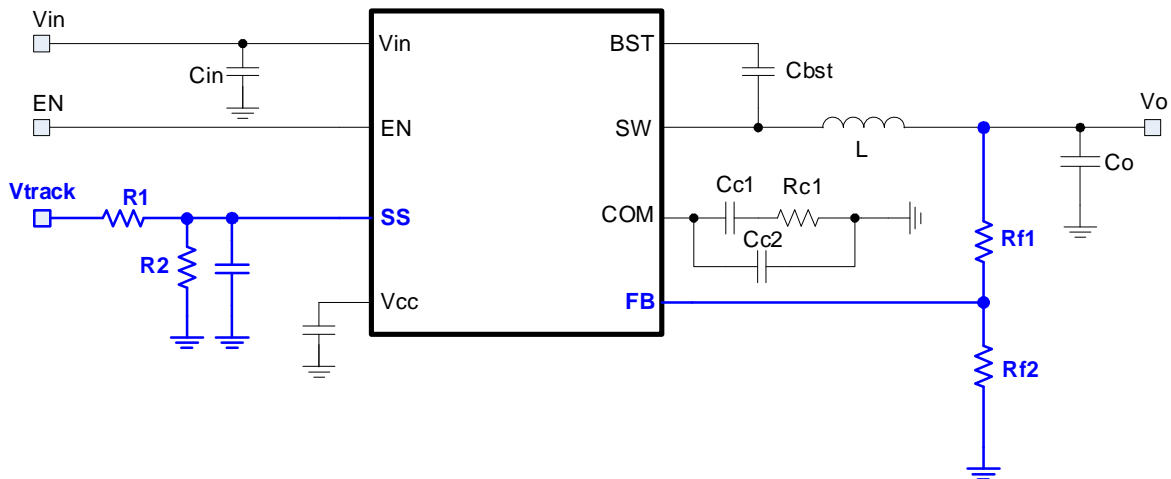 Vin
Vin
BST
Cin
Cbst
EN
Vo
EN
SW
L
Co
Vtrack
R1
Cc1
Rc1
SS
COM
Cc2
Rf1
R2
Vcc
FB
Rf2